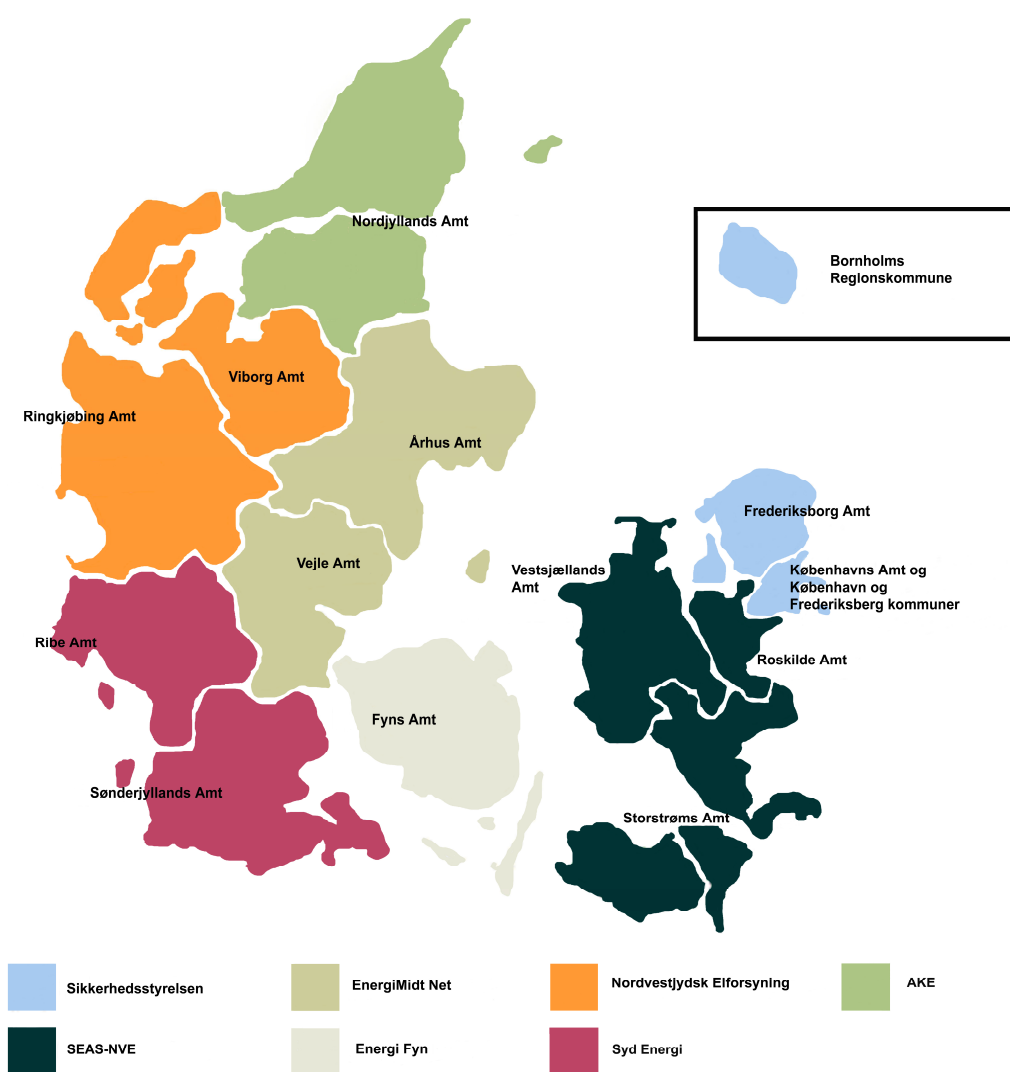 Nordjyllands Amt
Bornholms
Regionskommune
Viborg Amt
Ringkjøbing Amt
Århus Amt
Frederiksborg Amt
Vejle Amt
Vestsjællands
Amt
Københavns Amt og
København og
Frederiksberg kommuner
Ribe Amt
Roskilde Amt
Fyns Amt
Sønderjyllands Amt
Storstrøms Amt
Sikkerhedsstyrelsen
EnergiMidt Net
Nordvestjydsk Elforsyning
AKE
SEAS-NVE
Energi Fyn
Syd Energi